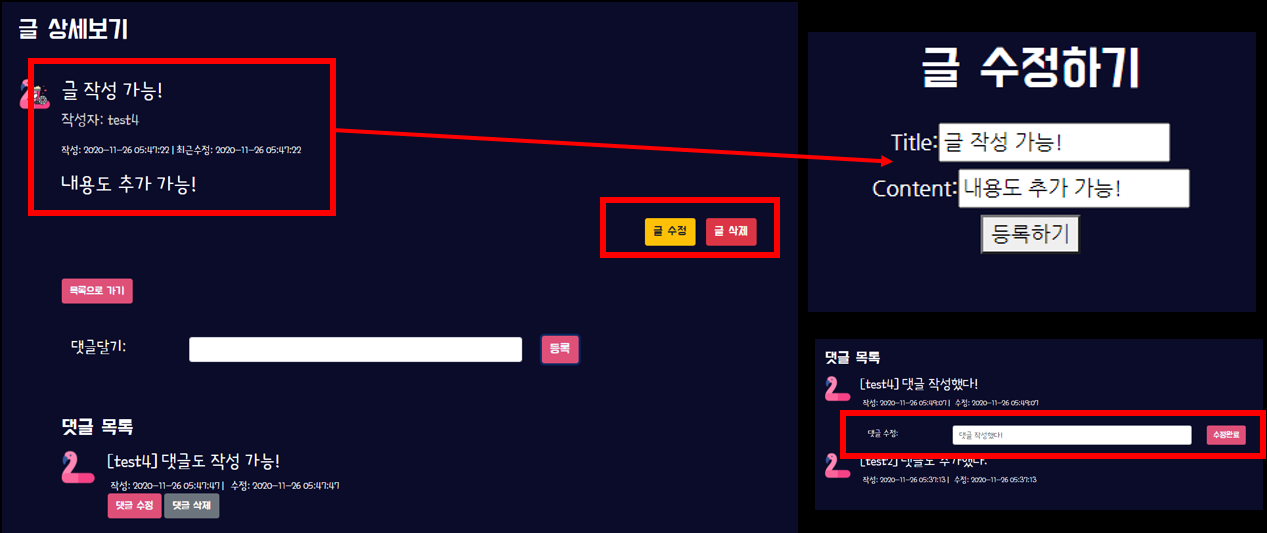 글 상세보기
글 작성 가능!
작성자: test4
작성: 2020-11-26 05:47:22 | 최근수정: 2020-11-26 05:47:22
내용도 추가 가능!
글 수정 글 삭제
목록으로 가기
댓글달기: 등록
댓글 목록
[test4] 댓글도 작성 가능!
작성: 2020-11-26 05:47:47 | 수정: 2020-11-26 05:47:47
댓글 수정 댓글 삭제
글 수정하기
Title: 글 작성 가능!
Content: 내용도 추가 가능!
등록하기
댓글 목록
[test4] 댓글 작성했다!
작성: 2020-11-26 05:49:07 | 수정: 2020-11-26 05:49:07
댓글 수정: 댓글 작성했다! 수정완료
[test2] 댓글도 추가했다.
작성: 2020-11-26 05:37:13 | 수정: 2020-11-26 05:37:13